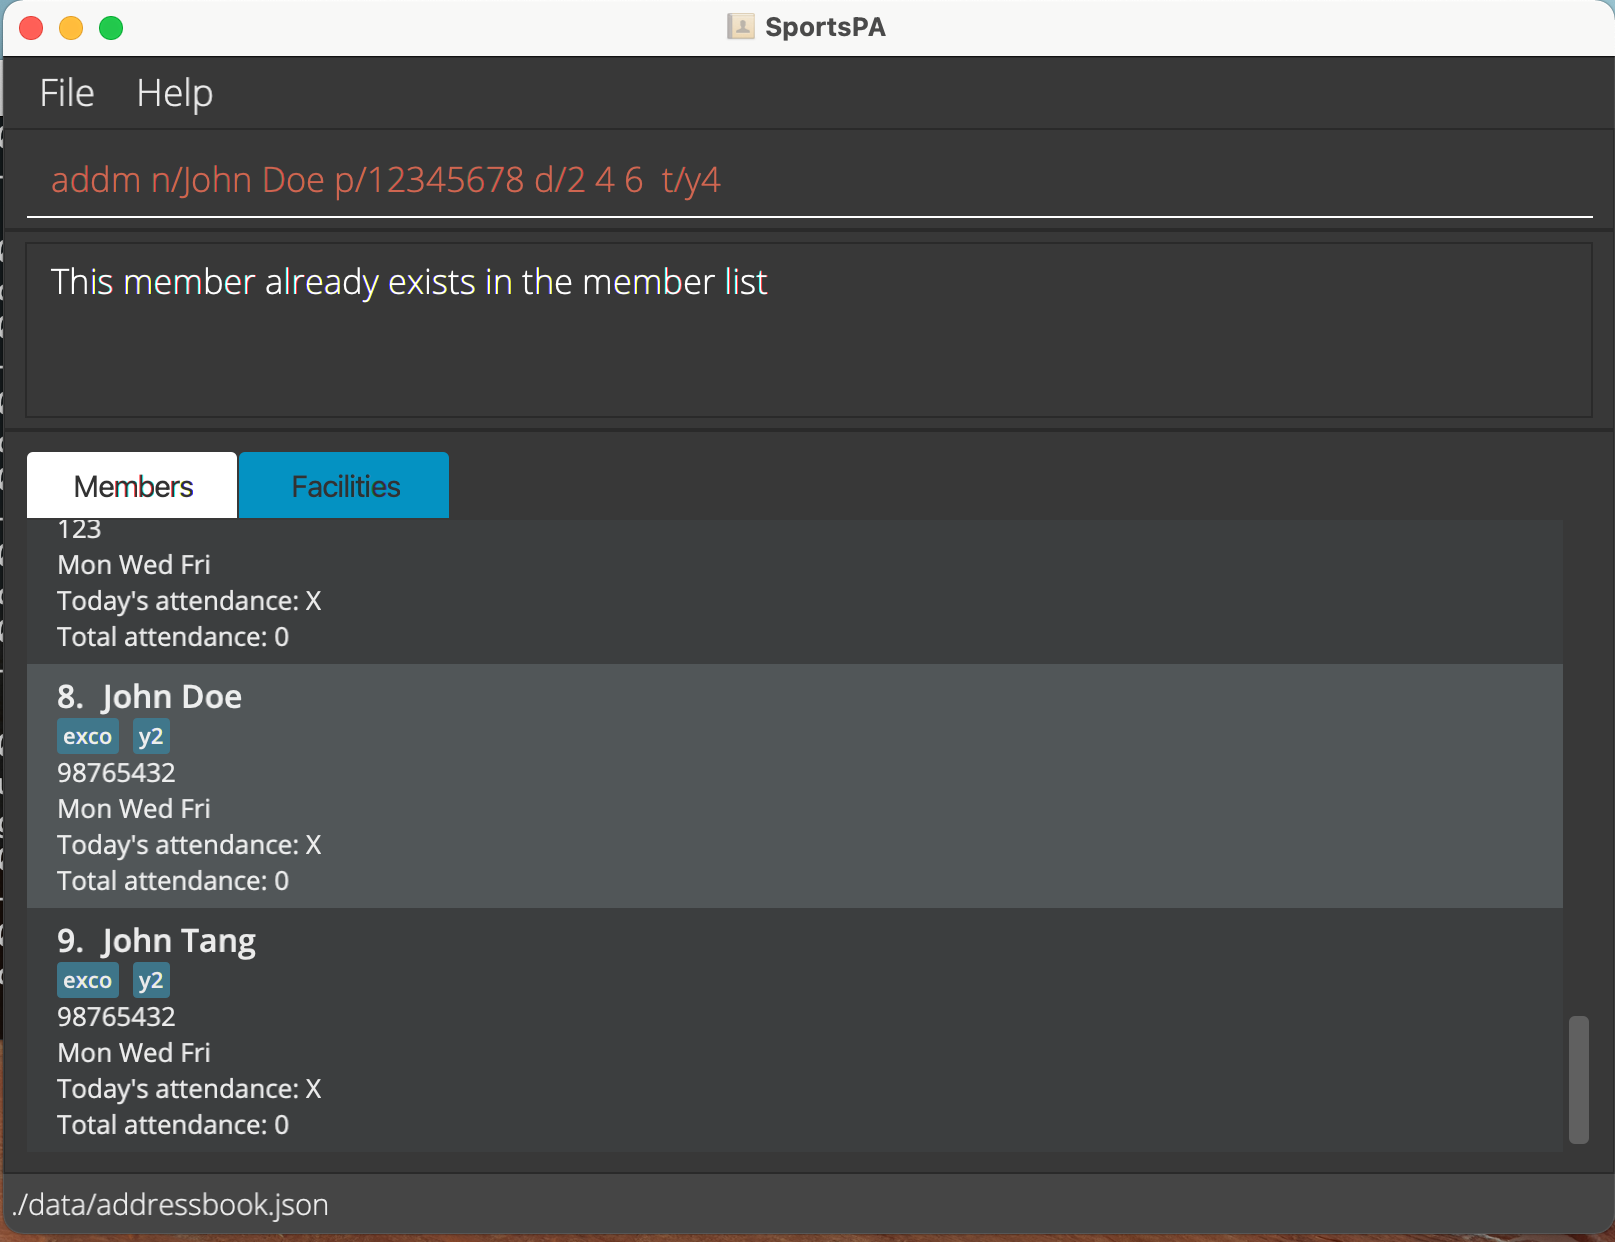 SportsPA
File Help
addm n/John Doe p/12345678 d/2 4 6  t/y4
This member already exists in the member list
Members Facilities
123
Mon Wed Fri
Today's attendance: X
Total attendance: 0
8. John Doe
exco y2
98765432
Mon Wed Fri
Today's attendance: X
Total attendance: 0
9. John Tang
exco y2
98765432
Mon Wed Fri
Today's attendance: X
Total attendance: 0
./data/addressbook.json